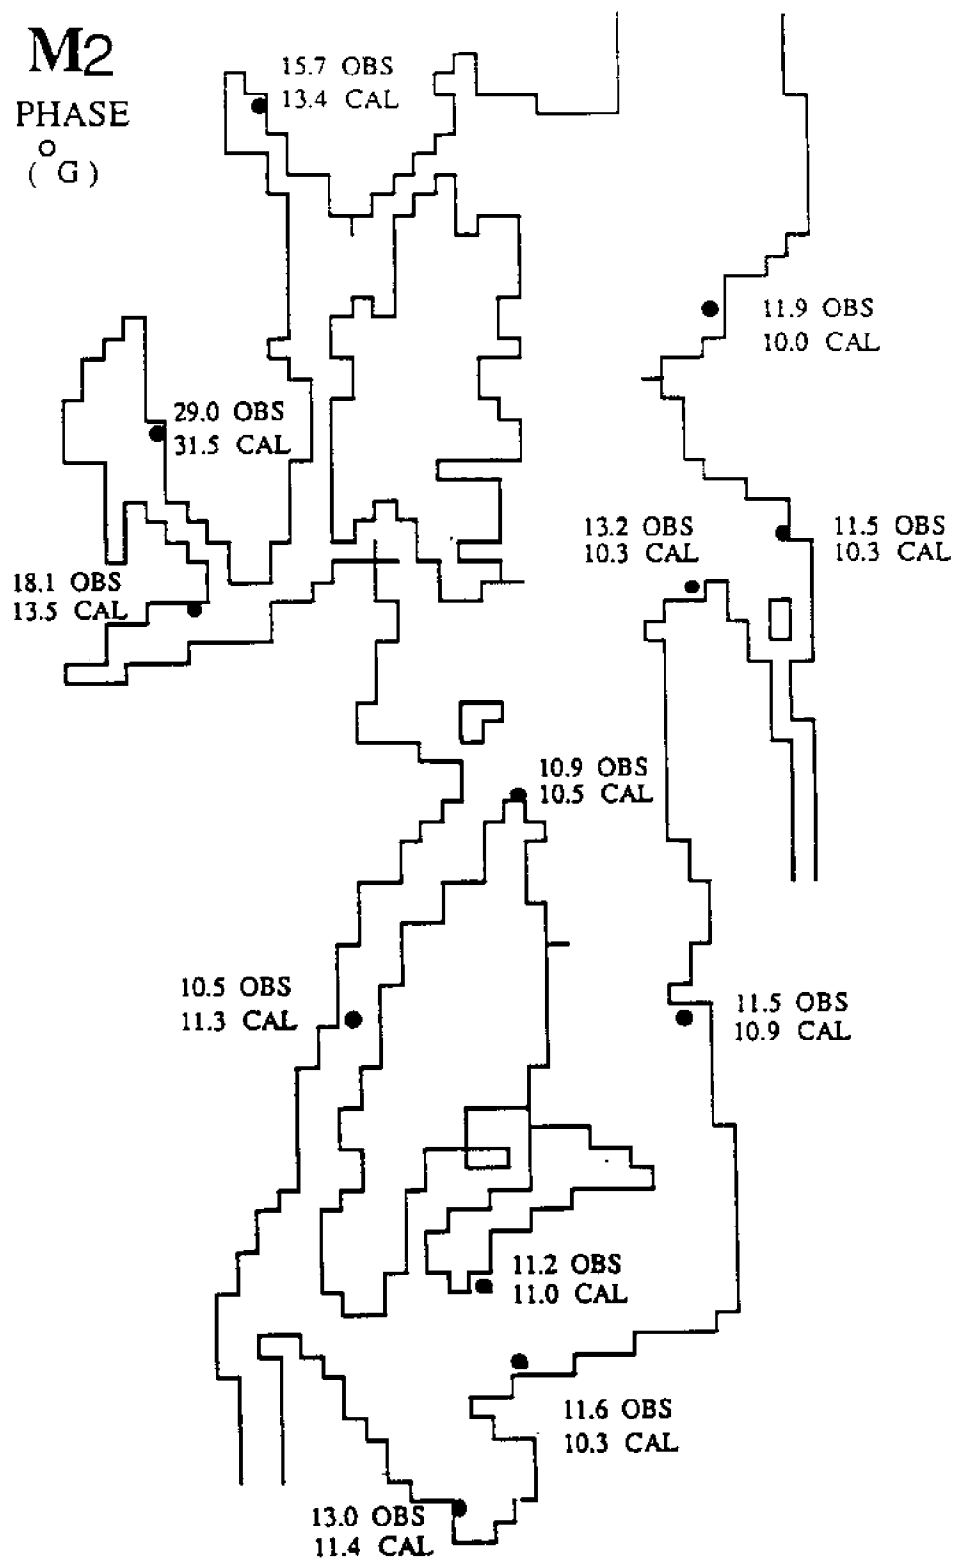 M2
PHASE
(°G)
15.7 OBS
13.4 CAL
11.9 OBS
10.0 CAL
29.0 OBS
31.5 CAL
13.2 OBS
10.3 CAL
11.5 OBS
10.3 CAL
18.1 OBS
13.5 CAL
10.9 OBS
10.5 CAL
10.5 OBS
11.3 CAL
11.5 OBS
10.9 CAL
11.2 OBS
11.0 CAL
11.6 OBS
10.3 CAL
13.0 OBS
11.4 CAL